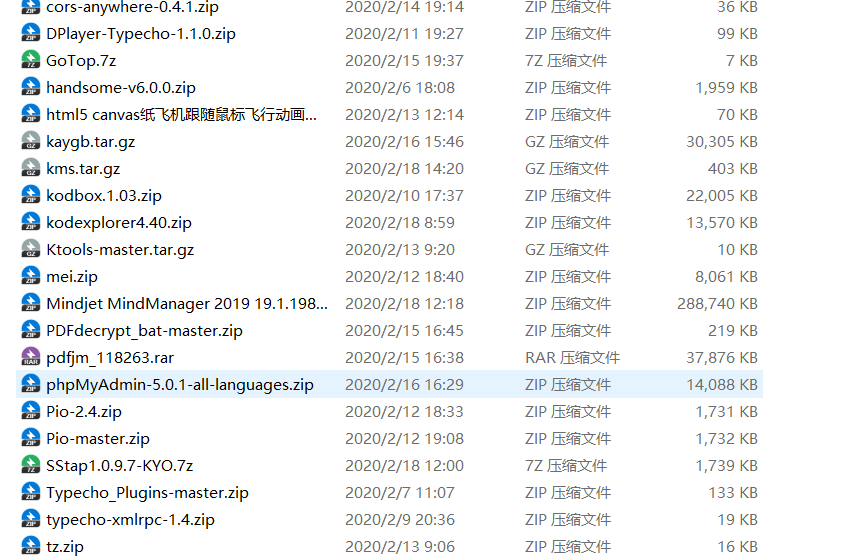 cors-anywhere-0.4.1.zip 2020/2/14 19:14 ZIP 压缩文件 36 KB
DPlayer-Typecho-1.1.0.zip 2020/2/11 19:27 ZIP 压缩文件 99 KB
GoTop.7z 2020/2/15 19:37 7Z 压缩文件 7 KB
handsome-v6.0.0.zip 2020/2/6 18:08 ZIP 压缩文件 1,959 KB
html5 canvas纸飞机跟随鼠标飞行动画... 2020/2/13 12:14 ZIP 压缩文件 70 KB
kaygb.tar.gz 2020/2/16 15:46 GZ 压缩文件 30,305 KB
kms.tar.gz 2020/2/18 14:20 GZ 压缩文件 403 KB
kodbox.1.03.zip 2020/2/10 17:37 ZIP 压缩文件 22,005 KB
kodexplorer4.40.zip 2020/2/18 8:59 ZIP 压缩文件 13,570 KB
Ktools-master.tar.gz 2020/2/13 9:20 GZ 压缩文件 10 KB
mei.zip 2020/2/12 18:40 ZIP 压缩文件 8,061 KB
Mindjet MindManager 2019 19.1.198... 2020/2/18 12:18 ZIP 压缩文件 288,740 KB
PDFdecrypt_bat-master.zip 2020/2/15 16:45 ZIP 压缩文件 219 KB
pdfjm_118263.rar 2020/2/15 16:38 RAR 压缩文件 37,876 KB
phpMyAdmin-5.0.1-all-languages.zip 2020/2/16 16:29 ZIP 压缩文件 14,088 KB
Pio-2.4.zip 2020/2/12 18:33 ZIP 压缩文件 1,731 KB
Pio-master.zip 2020/2/12 19:08 ZIP 压缩文件 1,732 KB
SStap1.0.9.7-KYO.7z 2020/2/18 12:00 7Z 压缩文件 1,739 KB
Typecho_Plugins-master.zip 2020/2/7 11:07 ZIP 压缩文件 133 KB
typecho-xmlrpc-1.4.zip 2020/2/9 20:36 ZIP 压缩文件 19 KB
tz.zip 2020/2/13 9:06 ZIP 压缩文件 16 KB